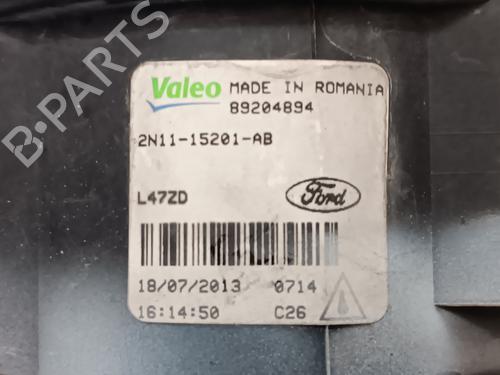 Valeo MADE IN ROMANIA
89204894
2N11-15201-AB
L47ZD
Ford
18/07/2013 0714
16:14:50 C26
B-PARTS